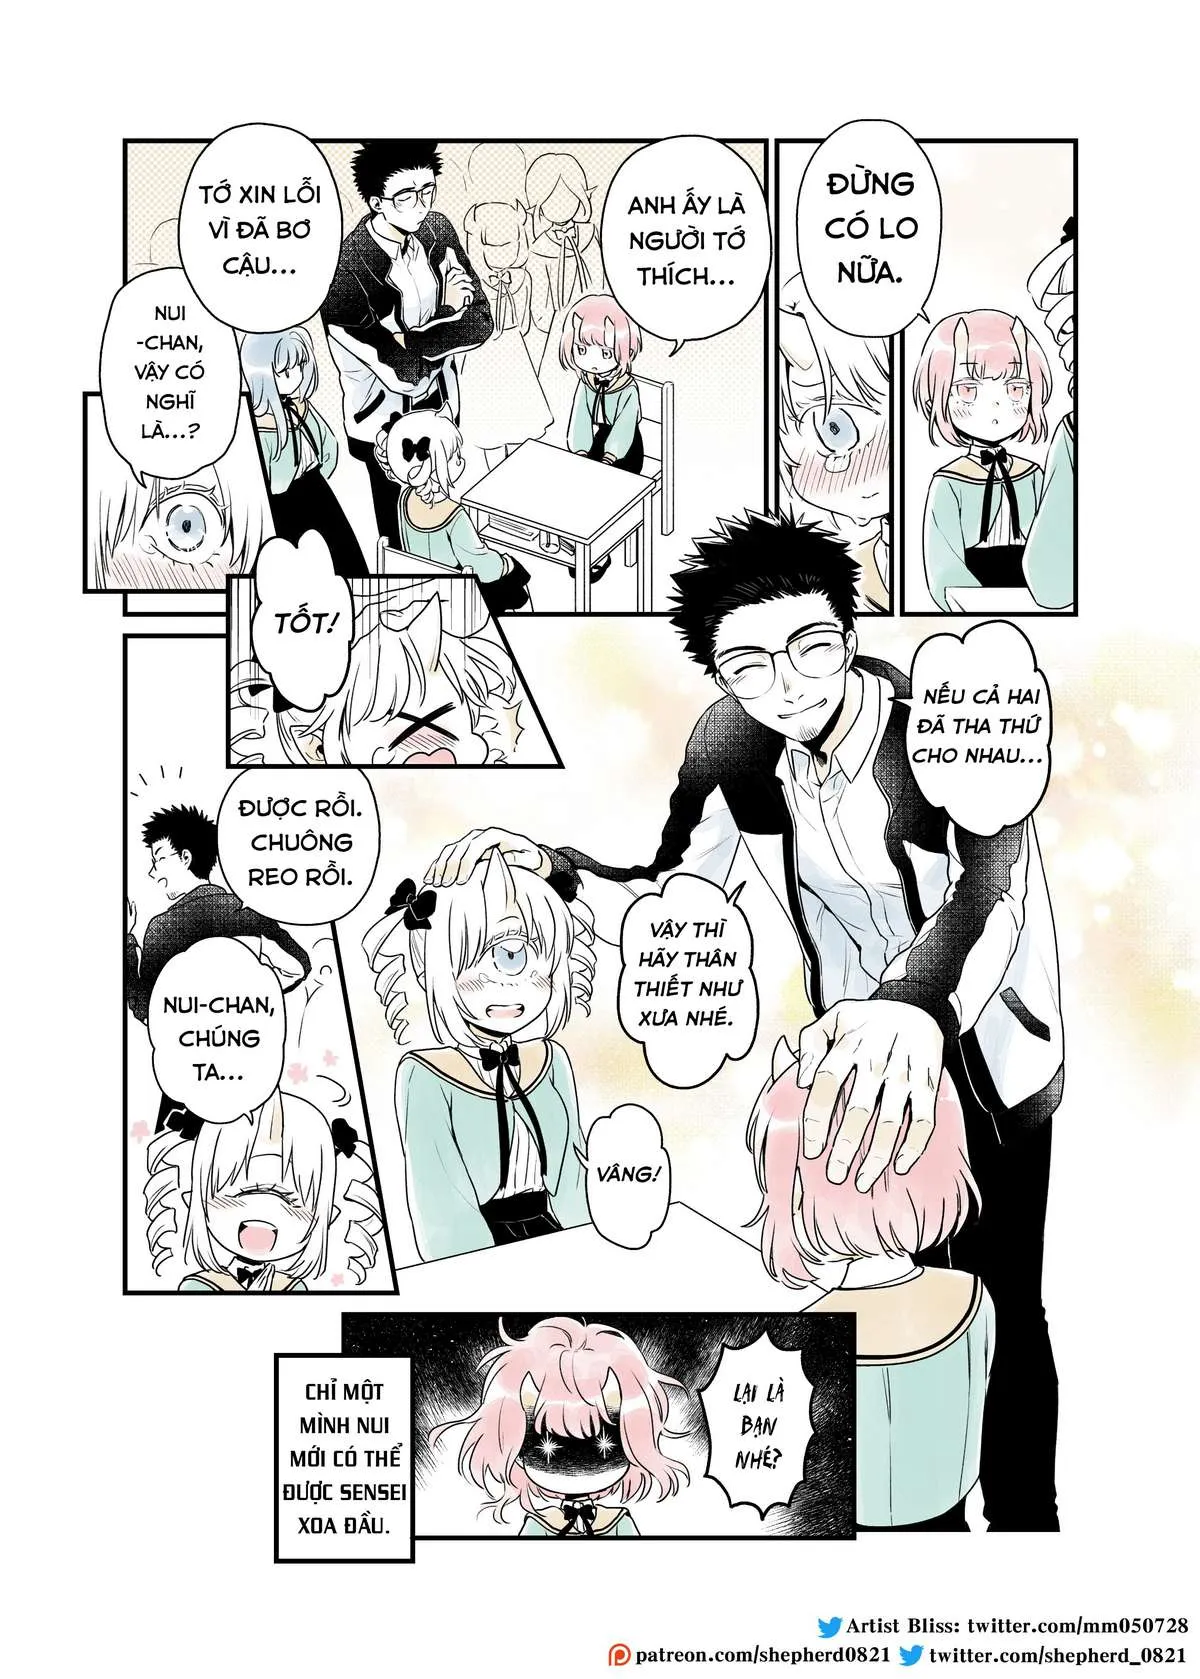 ĐỪNG
CÓ LO
NỮA.
ANH ẤY LÀ
NGƯỜI TỚ
THÍCH...
TỚ XIN LỖI
VÌ ĐÃ BƠ
CẬU...
NUI
-CHAN,
VẬY CÓ
NGHĨ
LÀ...?
TỐT!
NẾU CẢ HAI
ĐÃ THA THỨ
CHO NHAU...
VẬY THÌ
HÃY THÂN
THIẾT NHƯ
XƯA NHÉ.
VÂNG!
ĐƯỢC RỒI.
CHUÔNG
REO RỒI.
NUI-CHAN,
CHÚNG
TA...
LẠI LÀ
BẠN
NHÉ?
CHỈ MỘT
MÌNH NUI
MỚI CÓ THỂ
ĐƯỢC SENSEI
XOA ĐẦU.
Artist Bliss: twitter.com/mm050728
patreon.com/shepherd0821 twitter.com/shepherd_0821